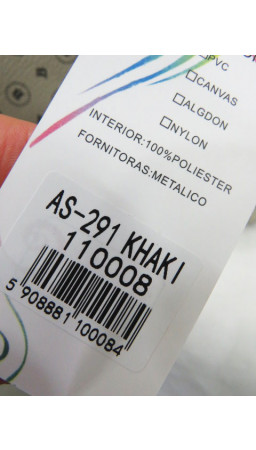 PVC
CANVAS
ALGDON
NYLON
INTERIOR:100%POLIESTER
FORNITORAS:METALICO
AS-291 KHAKI
110008
5 908881 100084